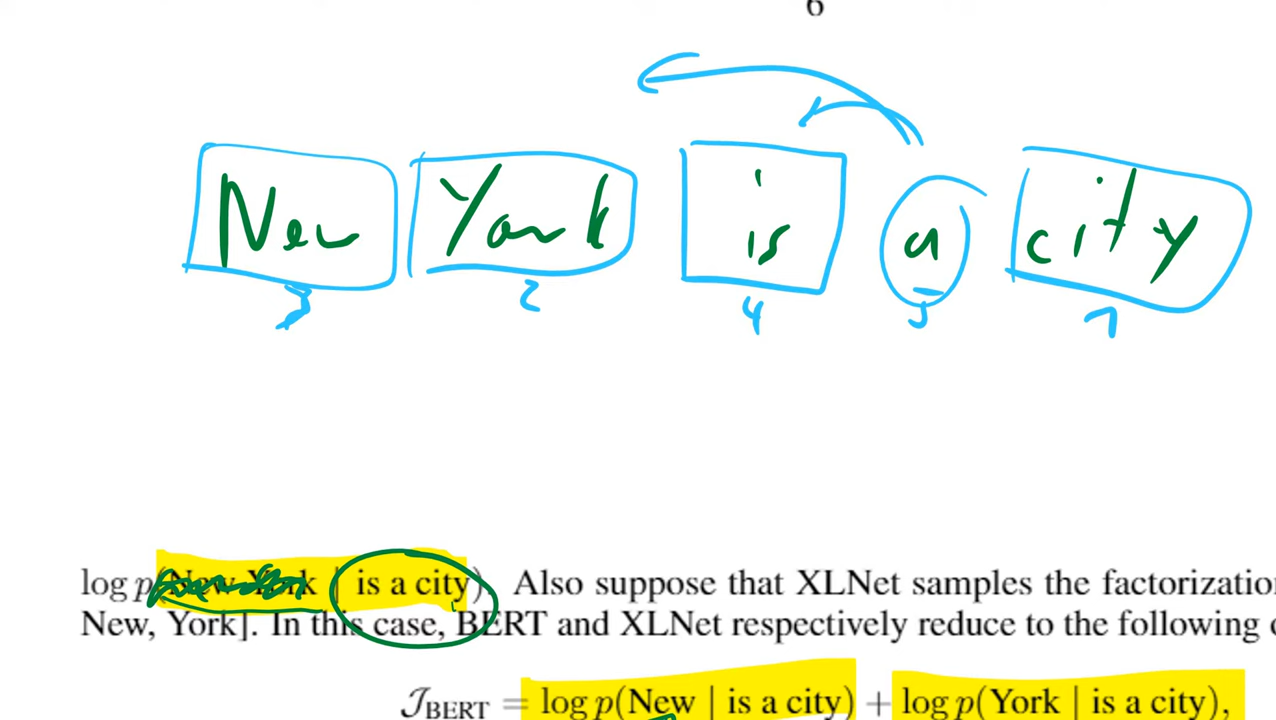 6
New York is a city
3 2 4 5 1
log p(New York | is a city). Also suppose that XLNet samples the factorizatio
New, York]. In this case, BERT and XLNet respectively reduce to the following o
𝒥BERT = log p(New | is a city) + log p(York | is a city),